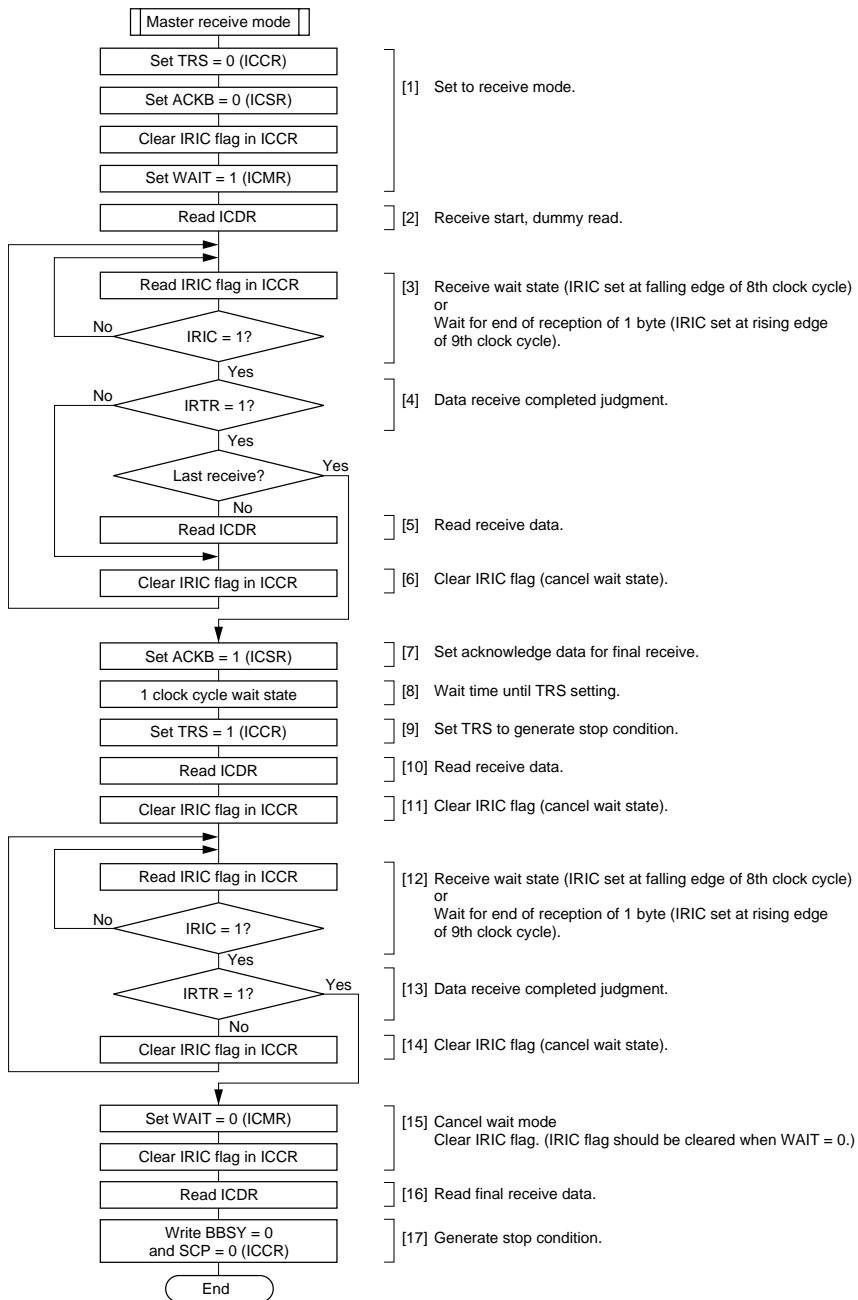 Master receive mode
Set TRS = 0 (ICCR)
[1] Set to receive mode.
Set ACKB = 0 (ICSR)
Clear IRIC flag in ICCR
Set WAIT = 1 (ICMR)
Read ICDR
[2] Receive start, dummy read.
Read IRIC flag in ICCR
[3] Receive wait state (IRIC set at falling edge of 8th clock cycle)
or
Wait for end of reception of 1 byte (IRIC set at rising edge
of 9th clock cycle).
No
IRIC = 1?
Yes
No
IRTR = 1?
[4] Data receive completed judgment.
Yes
Last receive?
Yes
No
Read ICDR
[5] Read receive data.
Clear IRIC flag in ICCR
[6] Clear IRIC flag (cancel wait state).
Set ACKB = 1 (ICSR)
[7] Set acknowledge data for final receive.
1 clock cycle wait state
[8] Wait time until TRS setting.
Set TRS = 1 (ICCR)
[9] Set TRS to generate stop condition.
Read ICDR
[10] Read receive data.
Clear IRIC flag in ICCR
[11] Clear IRIC flag (cancel wait state).
Read IRIC flag in ICCR
[12] Receive wait state (IRIC set at falling edge of 8th clock cycle)
or
Wait for end of reception of 1 byte (IRIC set at rising edge
of 9th clock cycle).
No
IRIC = 1?
Yes
IRTR = 1?
Yes
[13] Data receive completed judgment.
No
Clear IRIC flag in ICCR
[14] Clear IRIC flag (cancel wait state).
Set WAIT = 0 (ICMR)
[15] Cancel wait mode
Clear IRIC flag. (IRIC flag should be cleared when WAIT = 0.)
Clear IRIC flag in ICCR
Read ICDR
[16] Read final receive data.
Write BBSY = 0
and SCP = 0 (ICCR)
[17] Generate stop condition.
End